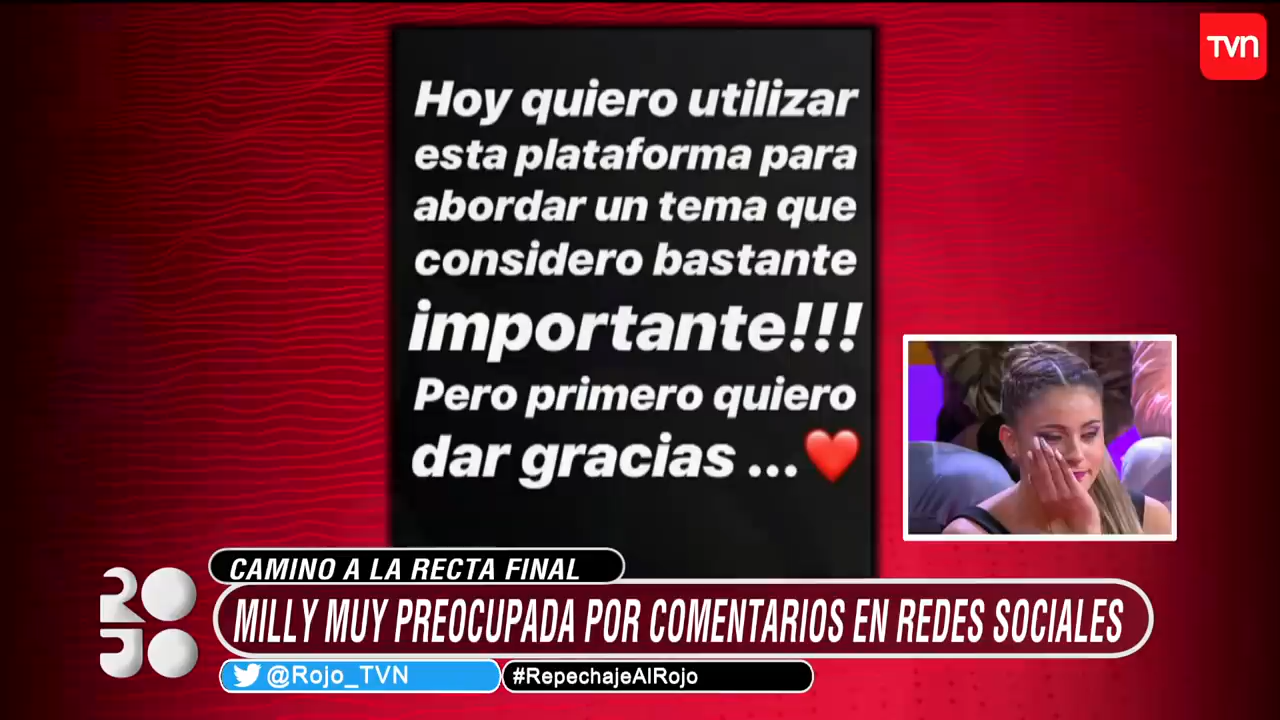 TVN
Hoy quiero utilizar
esta plataforma para
abordar un tema que
considero bastante
importante!!!
Pero primero quiero
dar gracias ...❤️
CAMINO A LA RECTA FINAL
ROJO
MILLY MUY PREOCUPADA POR COMENTARIOS EN REDES SOCIALES
@Rojo_TVN
#RepechajeAlRojo